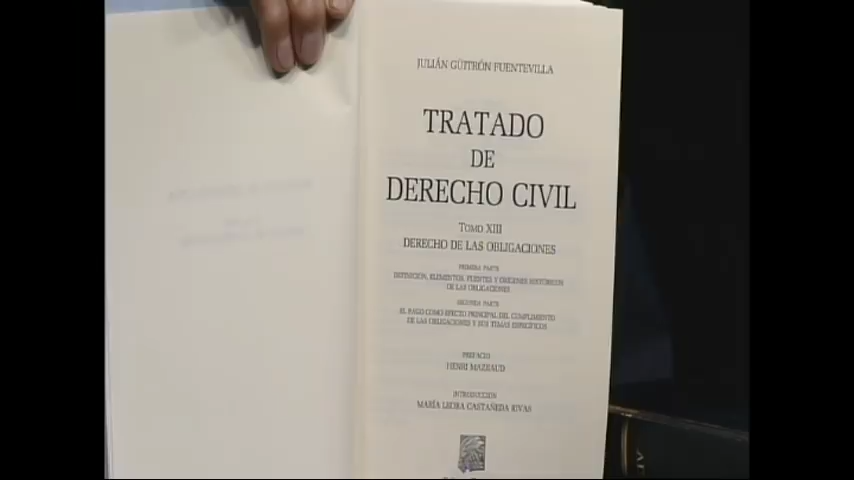 JULIÁN GÜITRÓN FUENTEVILLA
TRATADO
DE
DERECHO CIVIL
TOMO XIII
DERECHO DE LAS OBLIGACIONES
PRIMERA PARTE
DEFINICIÓN, ELEMENTOS, FUENTES Y ORÍGENES HISTÓRICOS
DE LAS OBLIGACIONES
SEGUNDA PARTE
EL PAGO COMO EFECTO PRINCIPAL DEL CUMPLIMIENTO
DE LAS OBLIGACIONES Y SUS TEMAS ESPECÍFICOS
PREFACIO
HENRI MAZEAUD
INTRODUCCIÓN
MARÍA LEOBA CASTAÑEDA RIVAS